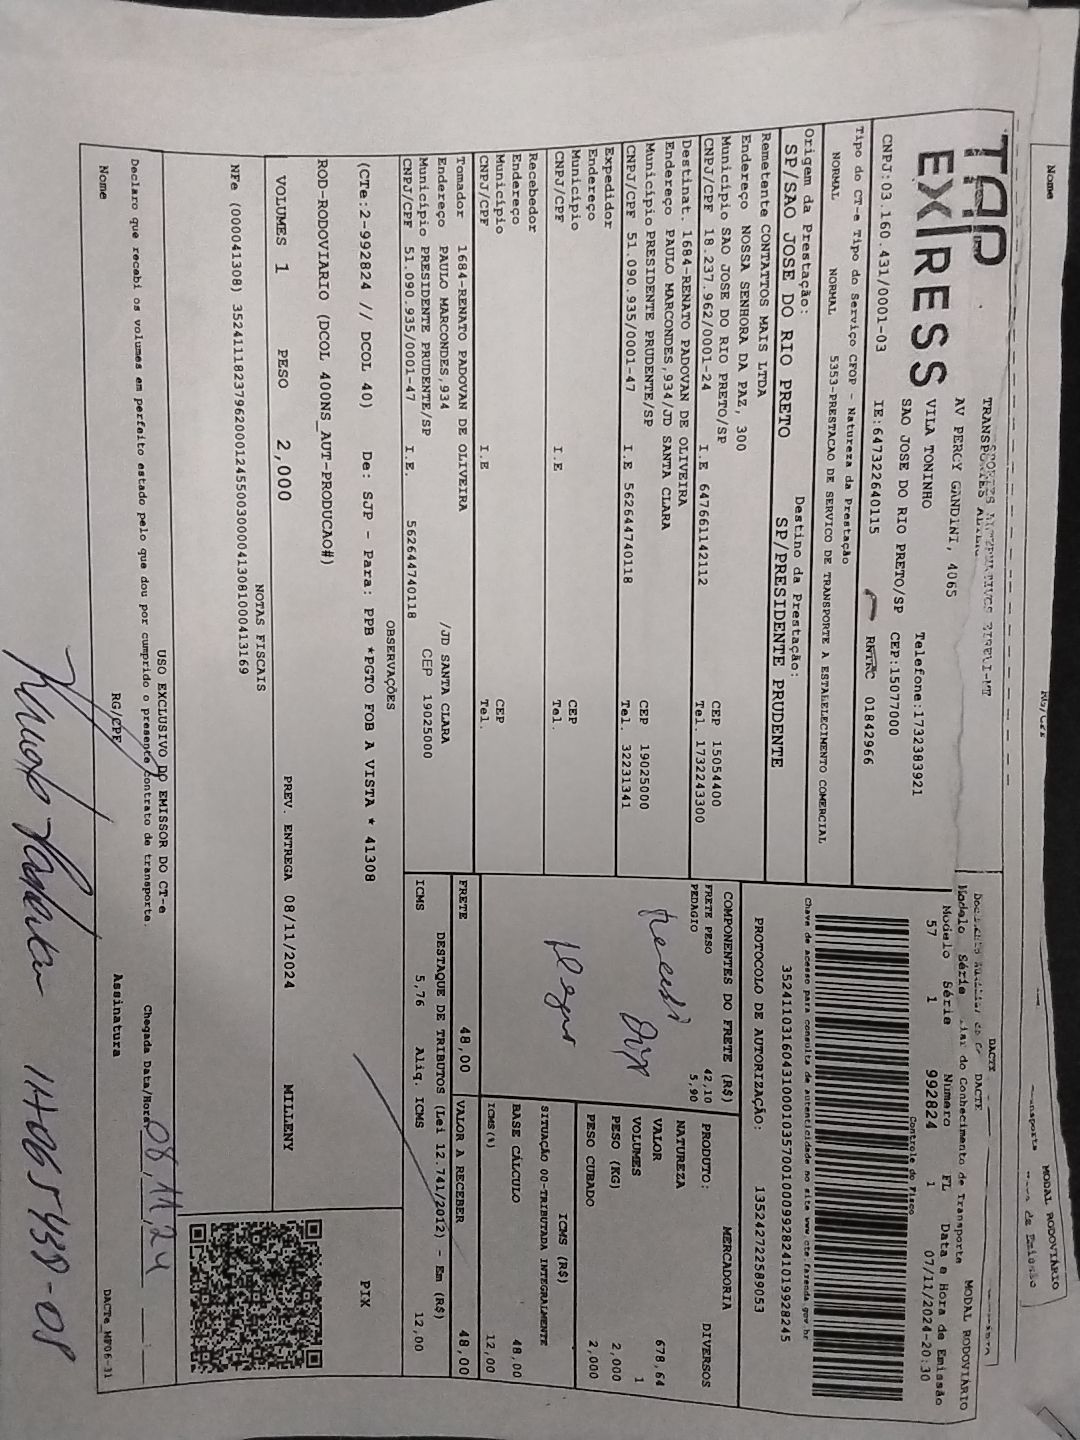 Nome
MODAL RODOVIÁRIO
TAP
EXPRESS
AV PERCY GANDINI, 4065
VILA TONINHO
SAO JOSE DO RIO PRETO/SP
Telefone:1732383921
CEP:15077000
CNPJ:03.160.431/0001-03
IE:647322640115
RNTRC 01842966
DACTE
DACTE
MODAL RODOVIÁRIO
Modelo Série Numero FL Data e Hora de Emissão
57 1 992824 1 07/11/2024-20:30
Controle do Fisco
Chave de acesso para consulta de autenticidade no site www.cte.fazenda.gov.br
PROTOCOLO DE AUTORIZAÇÃO: 135242722589053
Tipo do CT-e Tipo do Serviço CFOP - Natureza da Prestação
NORMAL NORMAL 5353-PRESTACAO DE SERVICO DE TRANSPORTE A ESTABELECIMENTO COMERCIAL
Origem da Prestação: Destino da Prestação:
SP/SAO JOSE DO RIO PRETO SP/PRESIDENTE PRUDENTE
Remetente CONTATTOS MAIS LTDA
Endereço NOSSA SENHORA DA PAZ, 300
Município SAO JOSE DO RIO PRETO/SP CEP 15054400
CNPJ/CPF 18.237.962/0001-24 I.E 647661142112 Tel. 1732243300
Destinat. 1684-RENATO PADOVAN DE OLIVEIRA
Endereço PAULO MARCONDES,934/JD SANTA CLARA
Município PRESIDENTE PRUDENTE/SP CEP 19025000
CNPJ/CPF 51.090.935/0001-47 I.E 562644740118 Tel. 32231341
Expedidor
Endereço
Município CEP
CNPJ/CPF I.E Tel.
Recebedor
Endereço
Município CEP
CNPJ/CPF I.E Tel.
Tomador 1684-RENATO PADOVAN DE OLIVEIRA
Endereço PAULO MARCONDES,934 /JD SANTA CLARA
Município PRESIDENTE PRUDENTE/SP CEP 19025000
CNPJ/CPF 51.090.935/0001-47 I.E. 562644740118
COMPONENTES DO FRETE (R$)
FRETE PESO 42,10
PEDAGIO 5,90
PRODUTO: MERCADORIA
NATUREZA DIVERSOS
VALOR 678,64
VOLUMES 1
PESO (KG) 2,000
PESO CUBADO 2,000
ICMS (R$)
SITUAÇÃO 00-TRIBUTADA INTEGRALMENTE
BASE CÁLCULO 48,00
ICMS(%) 12,00
FRETE 48,00 VALOR A RECEBER 48,00
DESTAQUE DE TRIBUTOS (Lei 12.741/2012) - Em (R$)
ICMS 5,76 Aliq. ICMS 12,00
OBSERVAÇÕES
(CTe:2-992824 // DCOL 40) De: SJP - Para: PPB *PGTO FOB A VISTA * 41308
ROD-RODOVIARIO (DCOL 400NS_AUT-PRODUCAO#)
PIX
VOLUMES 1 PESO 2,000 PREV. ENTREGA 08/11/2024 MILLENY
NOTAS FISCAIS
NFe (000041308) 35241118237962000124550030000413081000413169
USO EXCLUSIVO DO EMISSOR DO CT-e
Declaro que recebi os volumes em perfeito estado pelo que dou por cumprido o presente contrato de transporte.
Chegada Data/Hora 08,11,24
Nome RG/CPF Assinatura DACTe_MF06-31